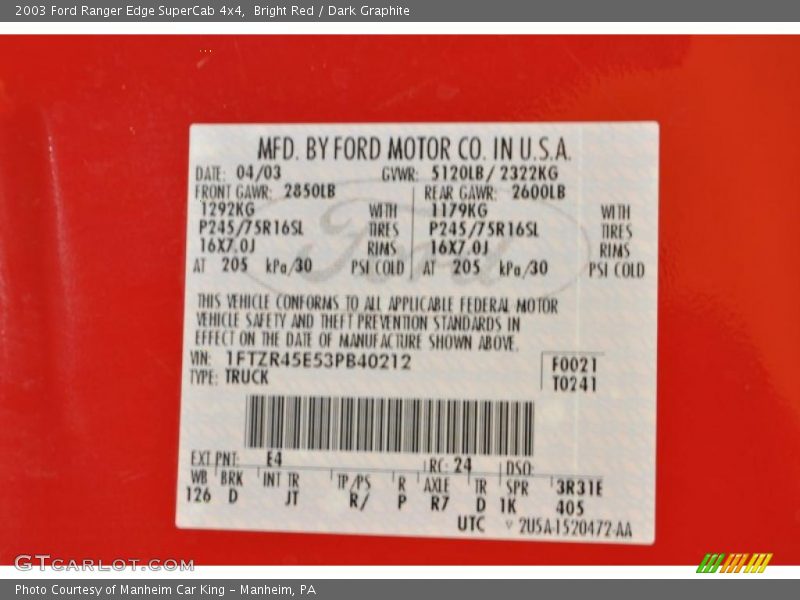 2003 Ford Ranger Edge SuperCab 4x4,  Bright Red / Dark Graphite
MFD. BY FORD MOTOR CO. IN U.S.A.
DATE: 04/03 GVWR: 5120LB/ 2322KG
FRONT GAWR: 2850LB REAR GAWR: 2600LB
1292KG WITH 1179KG WITH
P245/75R16SL TIRES P245/75R16SL TIRES
16X7.0J RIMS 16X7.0J RIMS
AT 205 kPa/30 PSI COLD AT 205 kPa/30 PSI COLD
THIS VEHICLE CONFORMS TO ALL APPLICABLE FEDERAL MOTOR
VEHICLE SAFETY AND THEFT PREVENTION STANDARDS IN
EFFECT ON THE DATE OF MANUFACTURE SHOWN ABOVE.
VIN: 1FTZR45E53PB40212 F0021
TYPE: TRUCK T0241
EXT PNT: E4 RC: 24 DSO:
WB BRK INT TR TP/PS R AXLE TR SPR 3R31E
126 D JT R/ P R7 D 1K 405
UTC ▽ 2U5A-1520472-AA
GTCarlot.com
Photo Courtesy of Manheim Car King - Manheim, PA